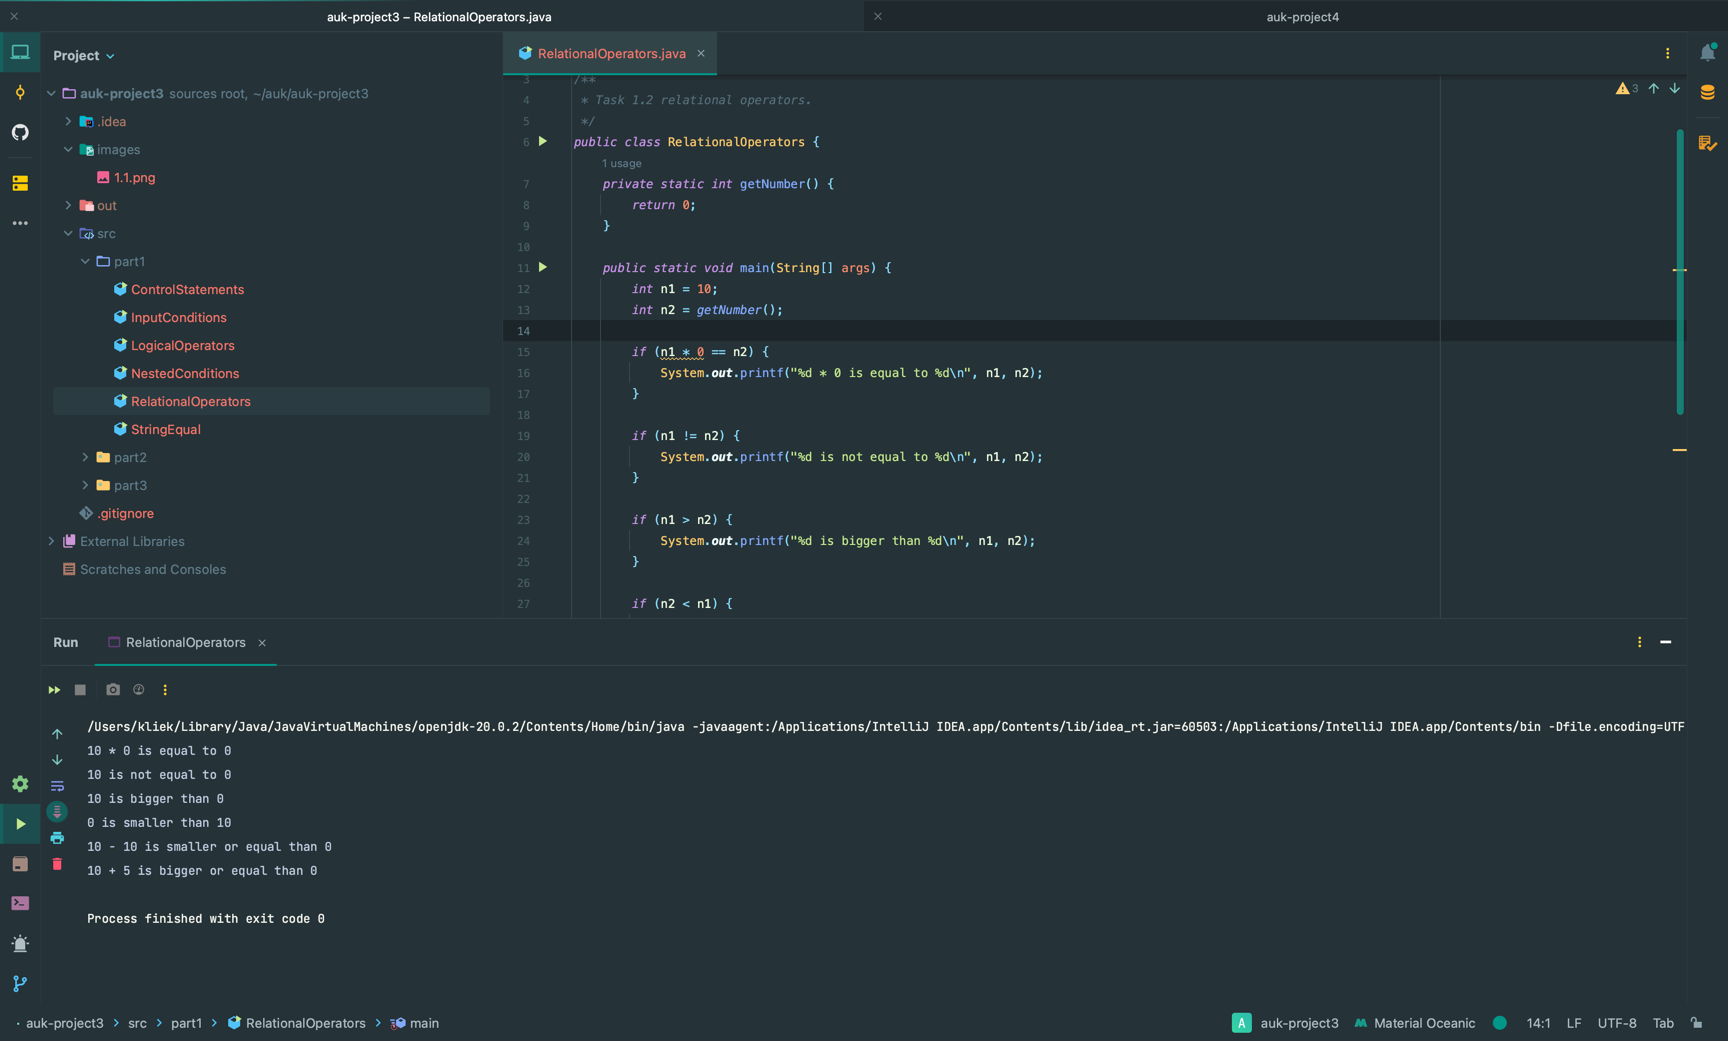 auk-project3 – RelationalOperators.java
auk-project4
Project
RelationalOperators.java
auk-project3 sources root, ~/auk/auk-project3
.idea
images
1.1.png
out
src
part1
ControlStatements
InputConditions
LogicalOperators
NestedConditions
RelationalOperators
StringEqual
part2
part3
.gitignore
External Libraries
Scratches and Consoles
3
3 /**
4 * Task 1.2 relational operators.
5 */
6 public class RelationalOperators {
1 usage
7 private static int getNumber() {
8 return 0;
9 }
10
11 public static void main(String[] args) {
12 int n1 = 10;
13 int n2 = getNumber();
14
15 if (n1 * 0 == n2) {
16 System.out.printf("%d * 0 is equal to %d\n", n1, n2);
17 }
18
19 if (n1 != n2) {
20 System.out.printf("%d is not equal to %d\n", n1, n2);
21 }
22
23 if (n1 > n2) {
24 System.out.printf("%d is bigger than %d\n", n1, n2);
25 }
26
27 if (n2 < n1) {
Run RelationalOperators
/Users/kliek/Library/Java/JavaVirtualMachines/openjdk-20.0.2/Contents/Home/bin/java -javaagent:/Applications/IntelliJ IDEA.app/Contents/lib/idea_rt.jar=60503:/Applications/IntelliJ IDEA.app/Contents/bin -Dfile.encoding=UTF
10 * 0 is equal to 0
10 is not equal to 0
10 is bigger than 0
0 is smaller than 10
10 - 10 is smaller or equal than 0
10 + 5 is bigger or equal than 0
Process finished with exit code 0
auk-project3 > src > part1 > RelationalOperators > main
A auk-project3 Material Oceanic 14:1 LF UTF-8 Tab